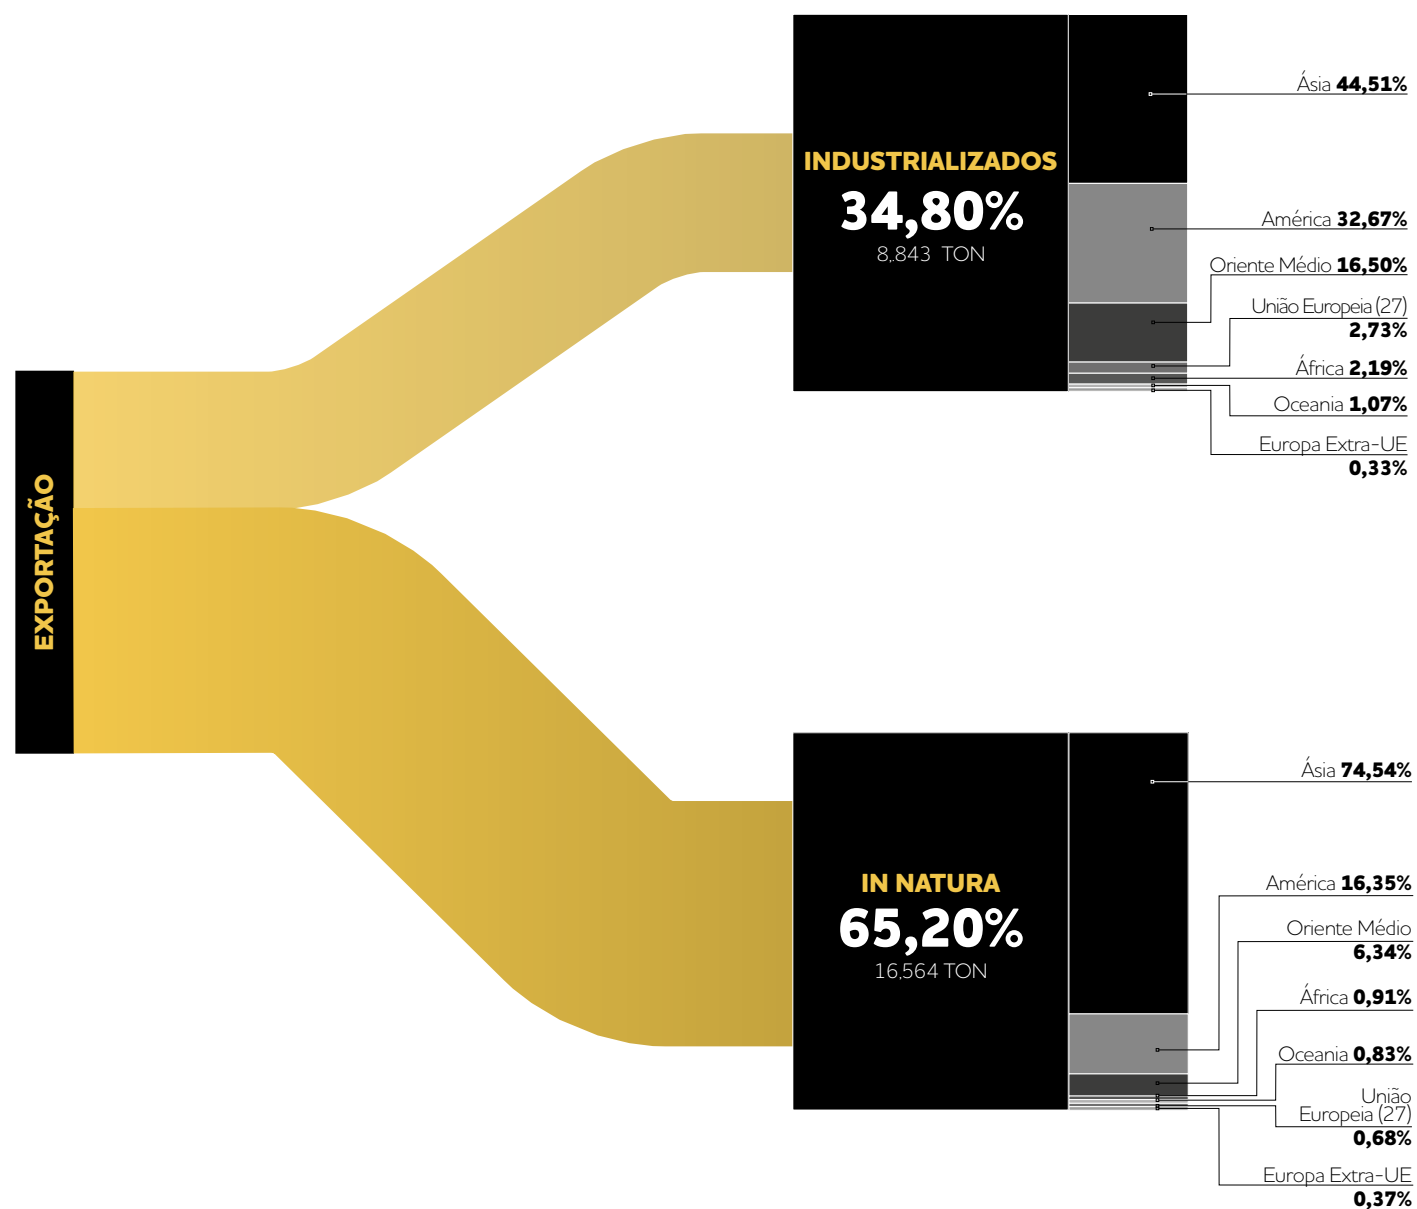 EXPORTAÇÃO
INDUSTRIALIZADOS
34,80%
8.843 TON
Ásia 44,51%
América 32,67%
Oriente Médio 16,50%
União Europeia (27)
2,73%
África 2,19%
Oceania 1,07%
Europa Extra-UE
0,33%
IN NATURA
65,20%
16,564 TON
Ásia 74,54%
América 16,35%
Oriente Médio
6,34%
África 0,91%
Oceania 0,83%
União
Europeia (27)
0,68%
Europa Extra-UE
0,37%